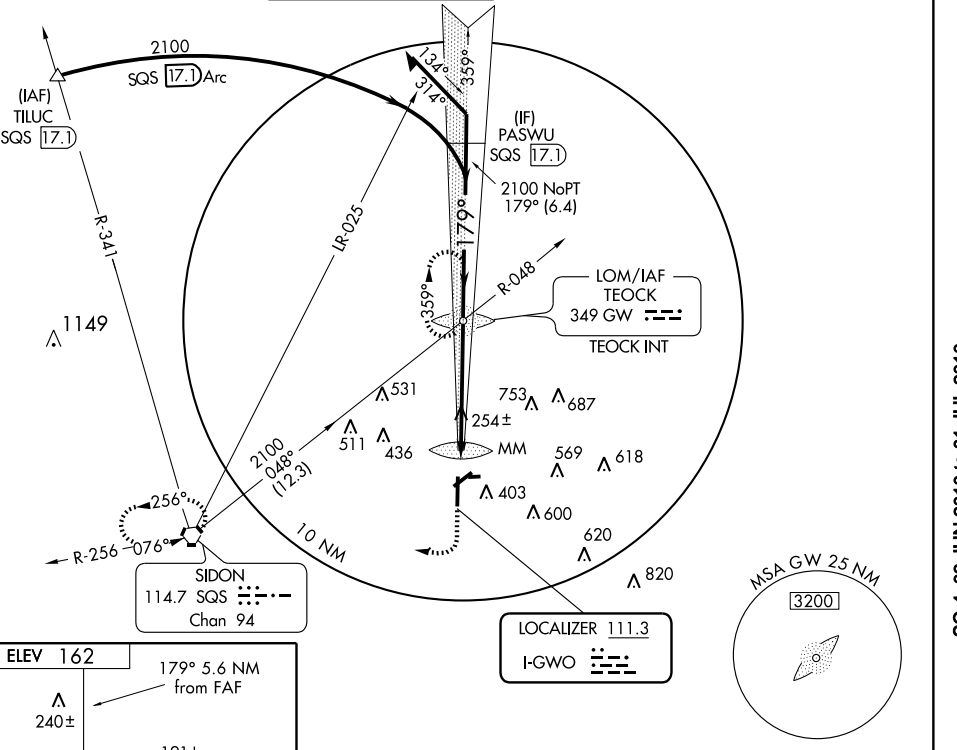 2100
SQS 17.1 Arc
(IAF)
TILUC
SQS 17.1
134°
314°
359°
(IF)
PASWU
SQS 17.1
2100 NoPT
179° (6.4)
179°
R-341
LR-025
R-048
359°
LOM/IAF
TEOCK
349 GW
TEOCK INT
1149
531
753
687
511
436
254±
MM
569
618
2100
048°
(12.3)
403
600
256°
R-256
076°
10 NM
620
820
SIDON
114.7 SQS
Chan 94
LOCALIZER 111.3
I-GWO
MSA GW 25 NM
3200
ELEV 162
179° 5.6 NM
from FAF
240±